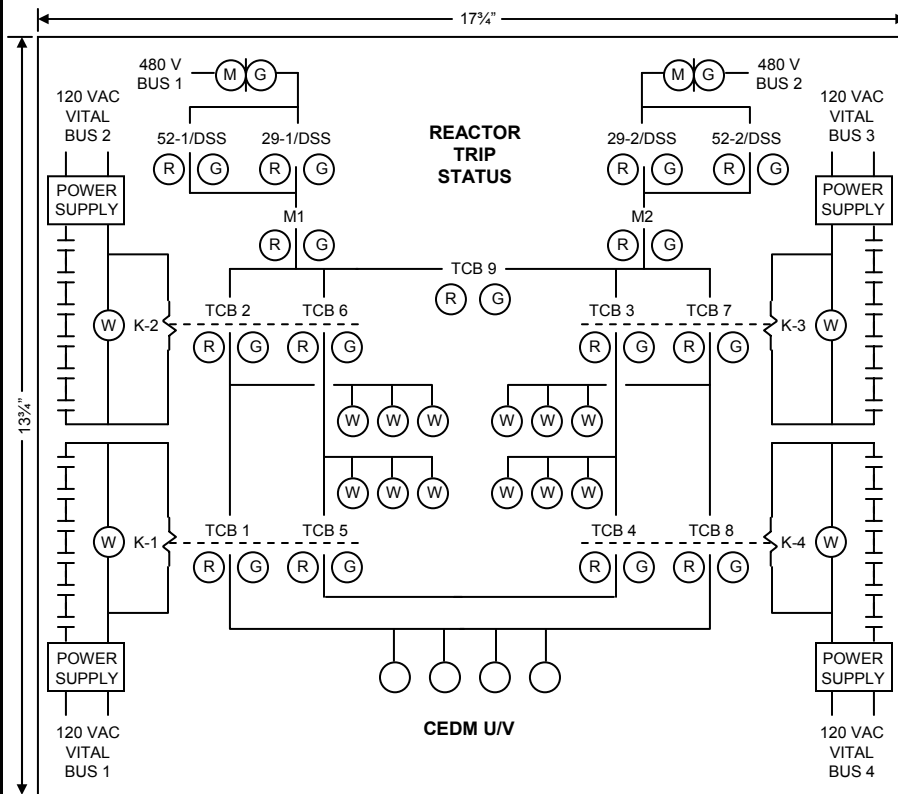 17¾"
13¾"
480 V
BUS 1
M G
M G
480 V
BUS 2
120 VAC
VITAL
BUS 2
52-1/DSS 29-1/DSS
R G R G
REACTOR
TRIP
STATUS
29-2/DSS 52-2/DSS
R G R G
120 VAC
VITAL
BUS 3
POWER
SUPPLY
POWER
SUPPLY
M1
R G
M2
R G
TCB 9
R G
W K-2
TCB 2 TCB 6
R G R G
TCB 3 TCB 7
R G R G
K-3 W
W W W
W W W
W W W
W W W
W K-1
TCB 1 TCB 5
R G R G
TCB 4 TCB 8
R G R G
K-4 W
POWER
SUPPLY
POWER
SUPPLY
CEDM U/V
120 VAC
VITAL
BUS 1
120 VAC
VITAL
BUS 4